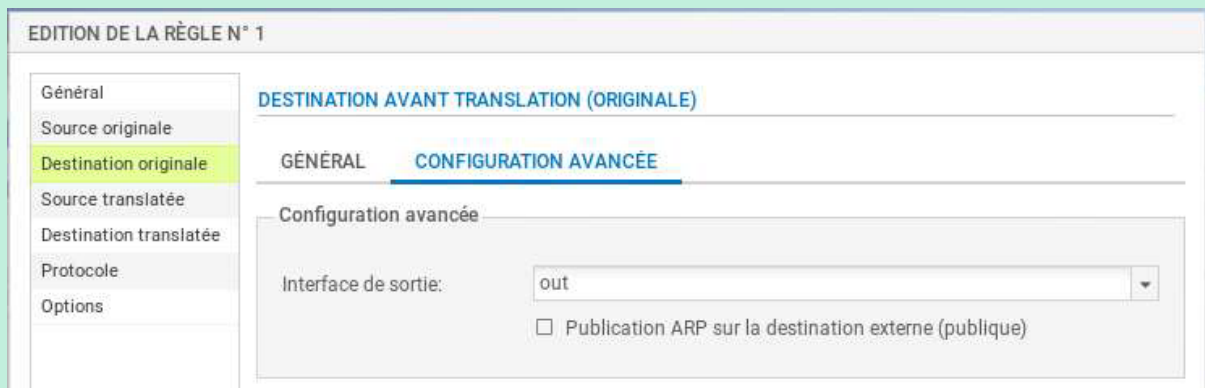 EDITION DE LA RÈGLE N° 1
Général
Source originale
Destination originale
Source translatée
Destination translatée
Protocole
Options
DESTINATION AVANT TRANSLATION (ORIGINALE)
GÉNÉRAL CONFIGURATION AVANCÉE
Configuration avancée
Interface de sortie: out
Publication ARP sur la destination externe (publique)